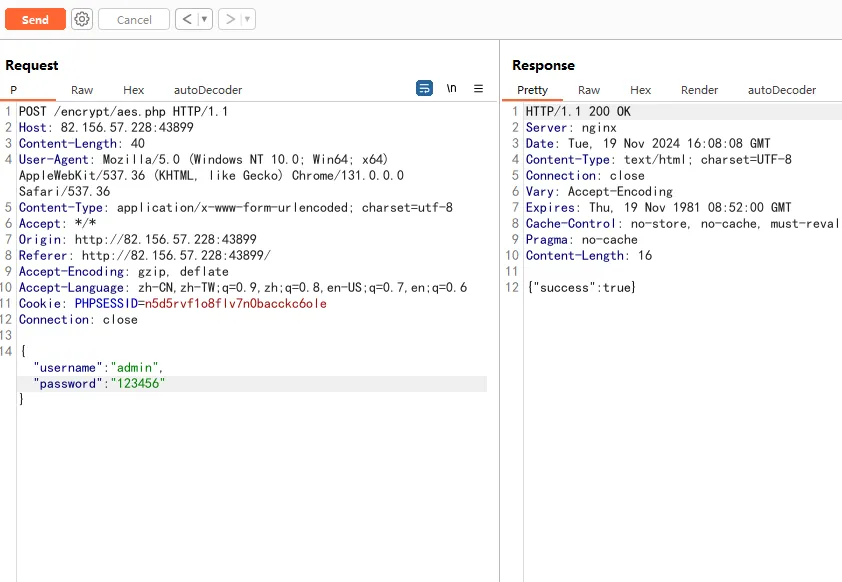 Send
Cancel
< | ▼
> | ▼
Request
P Raw Hex autoDecoder \n
1 POST /encrypt/aes.php HTTP/1.1
2 Host: 82.156.57.228:43899
3 Content-Length: 40
4 User-Agent: Mozilla/5.0 (Windows NT 10.0; Win64; x64)
AppleWebKit/537.36 (KHTML, like Gecko) Chrome/131.0.0.0
Safari/537.36
5 Content-Type: application/x-www-form-urlencoded; charset=utf-8
6 Accept: */*
7 Origin: http://82.156.57.228:43899
8 Referer: http://82.156.57.228:43899/
9 Accept-Encoding: gzip, deflate
10 Accept-Language: zh-CN,zh-TW;q=0.9,zh;q=0.8,en-US;q=0.7,en;q=0.6
11 Cookie: PHPSESSID=n5d5rvf1o8flv7n0bacckc6ole
12 Connection: close
13
14 {
"username":"admin",
"password":"123456"
}
Response
Pretty Raw Hex Render autoDecoder
1 HTTP/1.1 200 OK
2 Server: nginx
3 Date: Tue, 19 Nov 2024 16:08:08 GMT
4 Content-Type: text/html; charset=UTF-8
5 Connection: close
6 Vary: Accept-Encoding
7 Expires: Thu, 19 Nov 1981 08:52:00 GMT
8 Cache-Control: no-store, no-cache, must-reval
9 Pragma: no-cache
10 Content-Length: 16
11
12 {"success":true}